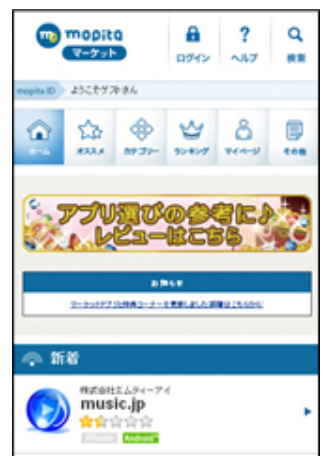 mopita
マーケット
ログイン
ヘルプ
検索
mopita ID
ようこそゲストさん
ホーム
オススメ
カテゴリー
ランキング
マイページ
その他
アプリ選びの参考に♪
レビューはこちら
お知らせ
新着
株式会社エムティーアイ
music.jp
iPhone
Android